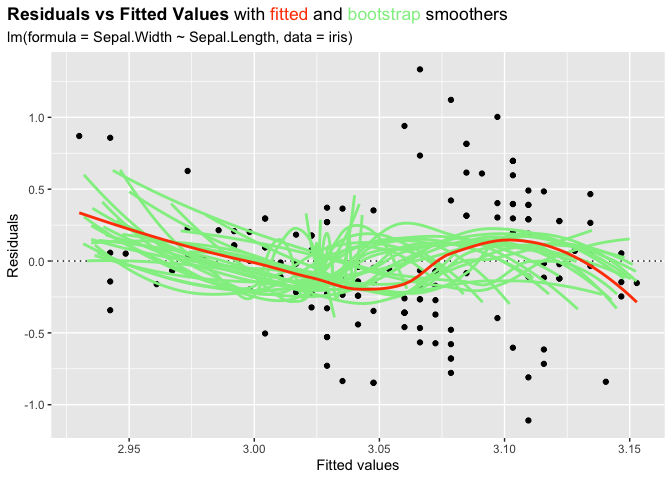 Residuals vs Fitted Values with fitted and bootstrap smoothers
lm(formula = Sepal.Width ~ Sepal.Length, data = iris)
1.0
0.5
0.0
-0.5
-1.0
Residuals
2.95 3.00 3.05 3.10 3.15
Fitted values